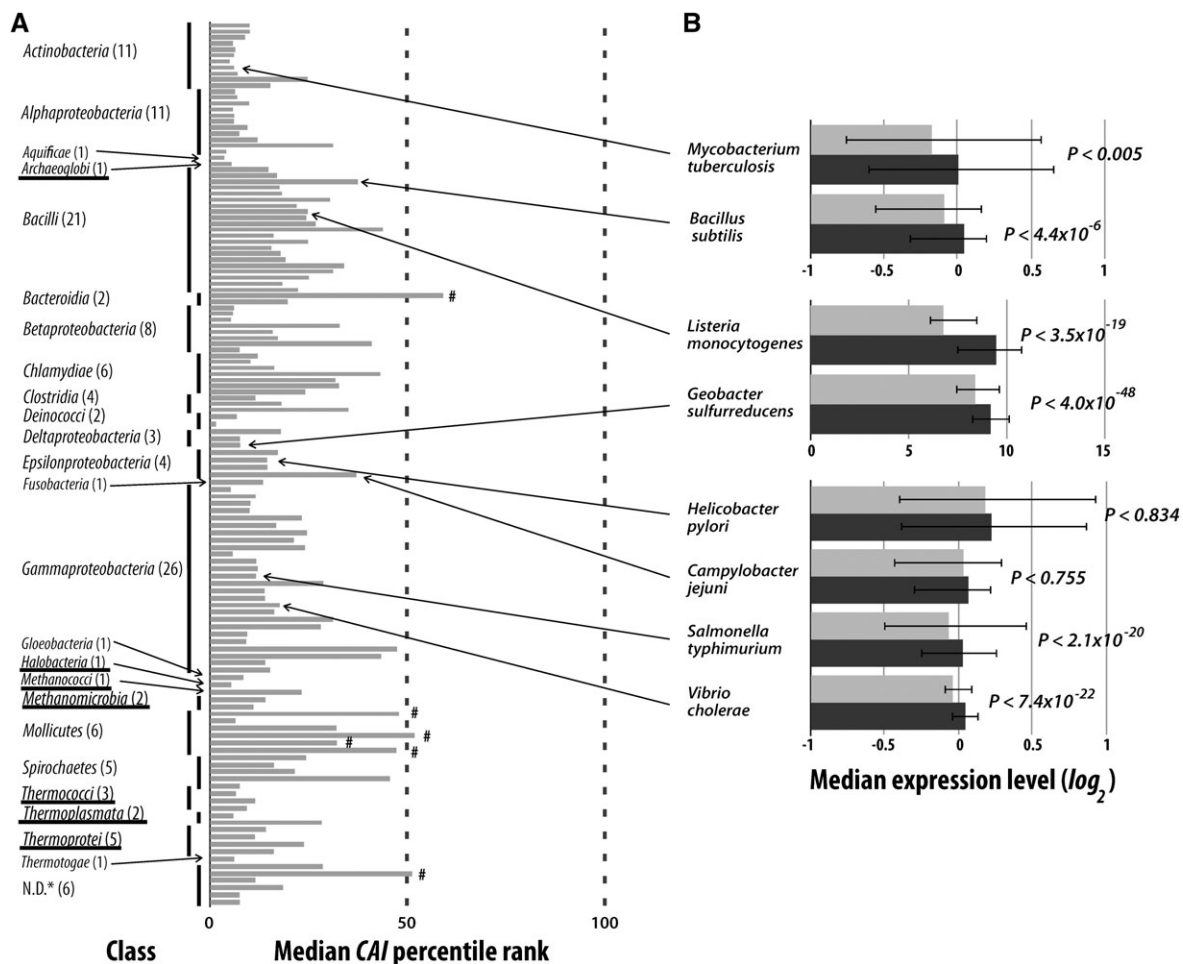 A
Actinobacteria (11)
Alphaproteobacteria (11)
Aquificae (1)
Archaeoglobi (1)
Bacilli (21)
Bacteroidia (2)
#
Betaproteobacteria (8)
Chlamydiae (6)
Clostridia (4)
Deinococci (2)
Deltaproteobacteria (3)
Epsilonproteobacteria (4)
Fusobacteria (1)
Gammaproteobacteria (26)
Gloeobacteria (1)
Halobacteria (1)
Methanococci (1)
Methanomicrobia (2)
#
Mollicutes (6)
#
#
#
Spirochaetes (5)
Thermococci (3)
Thermoplasmata (2)
Thermoprotei (5)
Thermotogae (1)
#
N.D.* (6)
0 50 100
Class
Median CAI percentile rank
B
Mycobacterium
tuberculosis
P < 0.005
Bacillus
subtilis
P < 4.4x10^-6
-1 -0.5 0 0.5 1
Listeria
monocytogenes
P < 3.5x10^-19
Geobacter
sulfurreducens
P < 4.0x10^-48
0 5 10 15
Helicobacter
pylori
P < 0.834
Campylobacter
jejuni
P < 0.755
Salmonella
typhimurium
P < 2.1x10^-20
Vibrio
cholerae
P < 7.4x10^-22
-1 -0.5 0 0.5 1
Median expression level (log2)